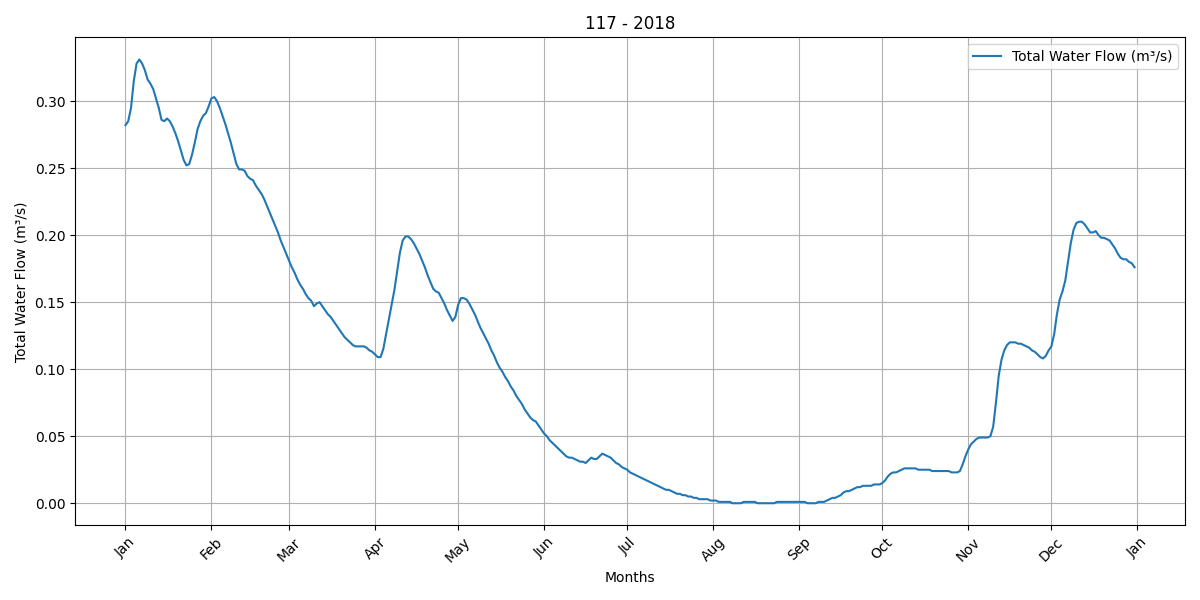 117 - 2018
Total Water Flow (m³/s)
Total Water Flow (m³/s)
0.30
0.25
0.20
0.15
0.10
0.05
0.00
Jan
Feb
Mar
Apr
May
Jun
Jul
Aug
Sep
Oct
Nov
Dec
Jan
Months